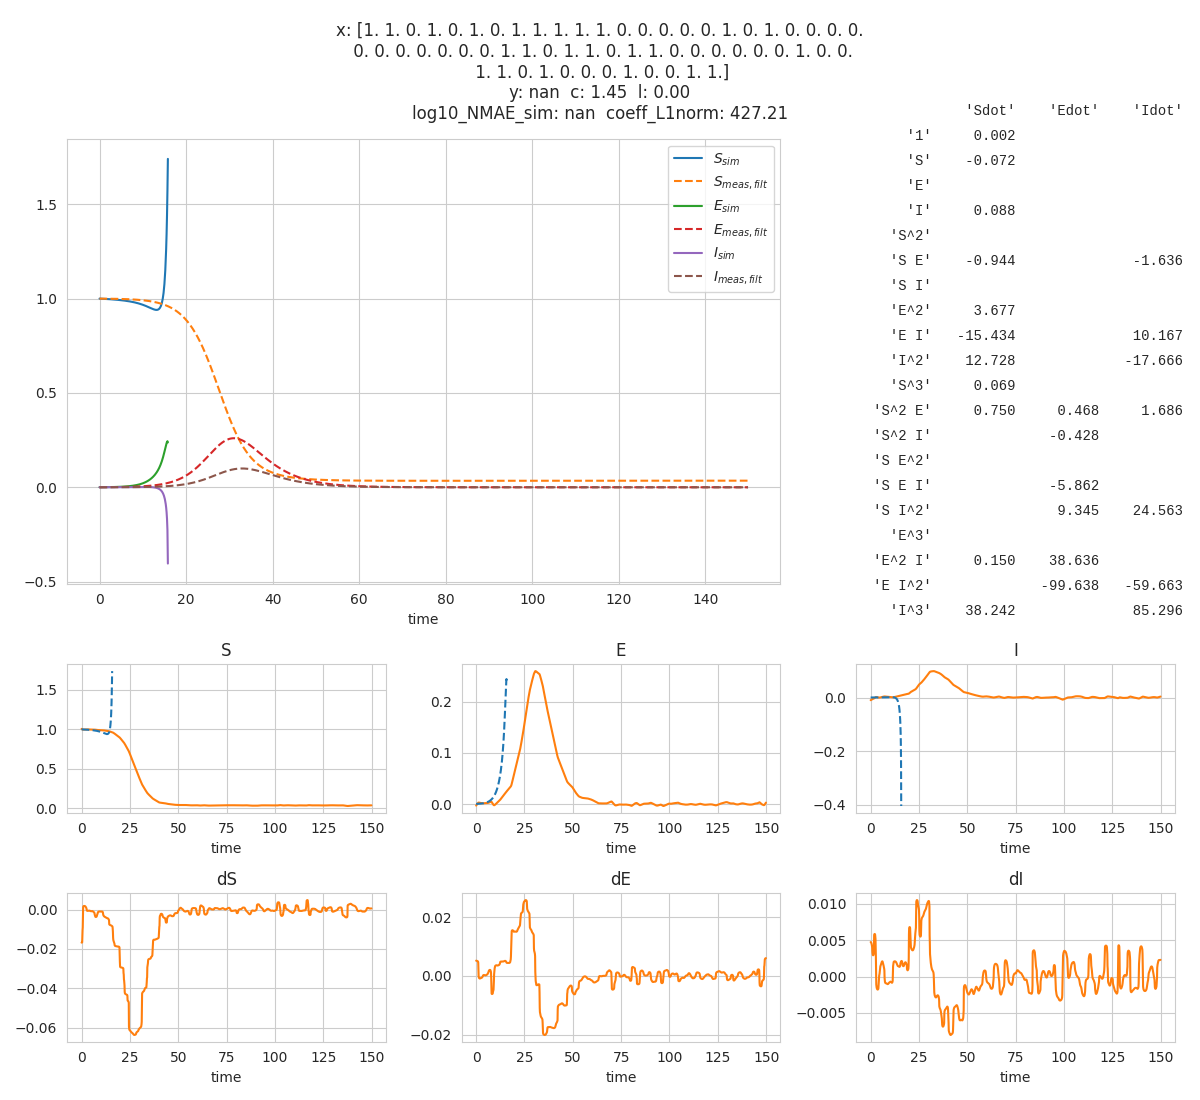 x: [1. 1. 0. 1. 0. 1. 0. 1. 1. 1. 1. 1. 1. 0. 0. 0. 0. 0. 0. 1. 0. 1. 0. 0. 0. 0.
0. 0. 0. 0. 0. 0. 0. 0. 1. 1. 1. 0. 1. 1. 0. 1. 1. 0. 0. 0. 0. 0. 0. 0. 1. 0. 0.
1. 1. 0. 1. 0. 0. 0. 1. 0. 0. 1. 1.]
y: nan c: 1.45 l: 0.00
log10_NMAE_sim: nan coeff_L1norm: 427.21
'Sdot' 'Edot' 'Idot'
'1' 0.002
'S' -0.072
'E'
'I' 0.088
'S^2'
'S E' -0.944 -1.636
'S I'
'E^2' 3.677
'E I' -15.434 10.167
'I^2' 12.728 -17.666
'S^3' 0.069
'S^2 E' 0.750 0.468 1.686
'S^2 I' -0.428
'S E^2'
'S E I' -5.862
'S I^2' 9.345 24.563
'E^3'
'E^2 I' 0.150 38.636
'E I^2' -99.638 -59.663
'I^3' 38.242 85.296
S_sim
S_meas,filt
E_sim
E_meas,filt
I_sim
I_meas,filt
1.5
1.0
0.5
0.0
−0.5
0 20 40 60 80 100 120 140
time
S
1.5
1.0
0.5
0.0
0 25 50 75 100 125 150
time
E
0.2
0.1
0.0
0 25 50 75 100 125 150
time
I
0.0
−0.2
−0.4
0 25 50 75 100 125 150
time
dS
0.00
−0.02
−0.04
−0.06
0 25 50 75 100 125 150
time
dE
0.02
0.00
−0.02
0 25 50 75 100 125 150
time
dI
0.010
0.005
0.000
−0.005
0 25 50 75 100 125 150
time